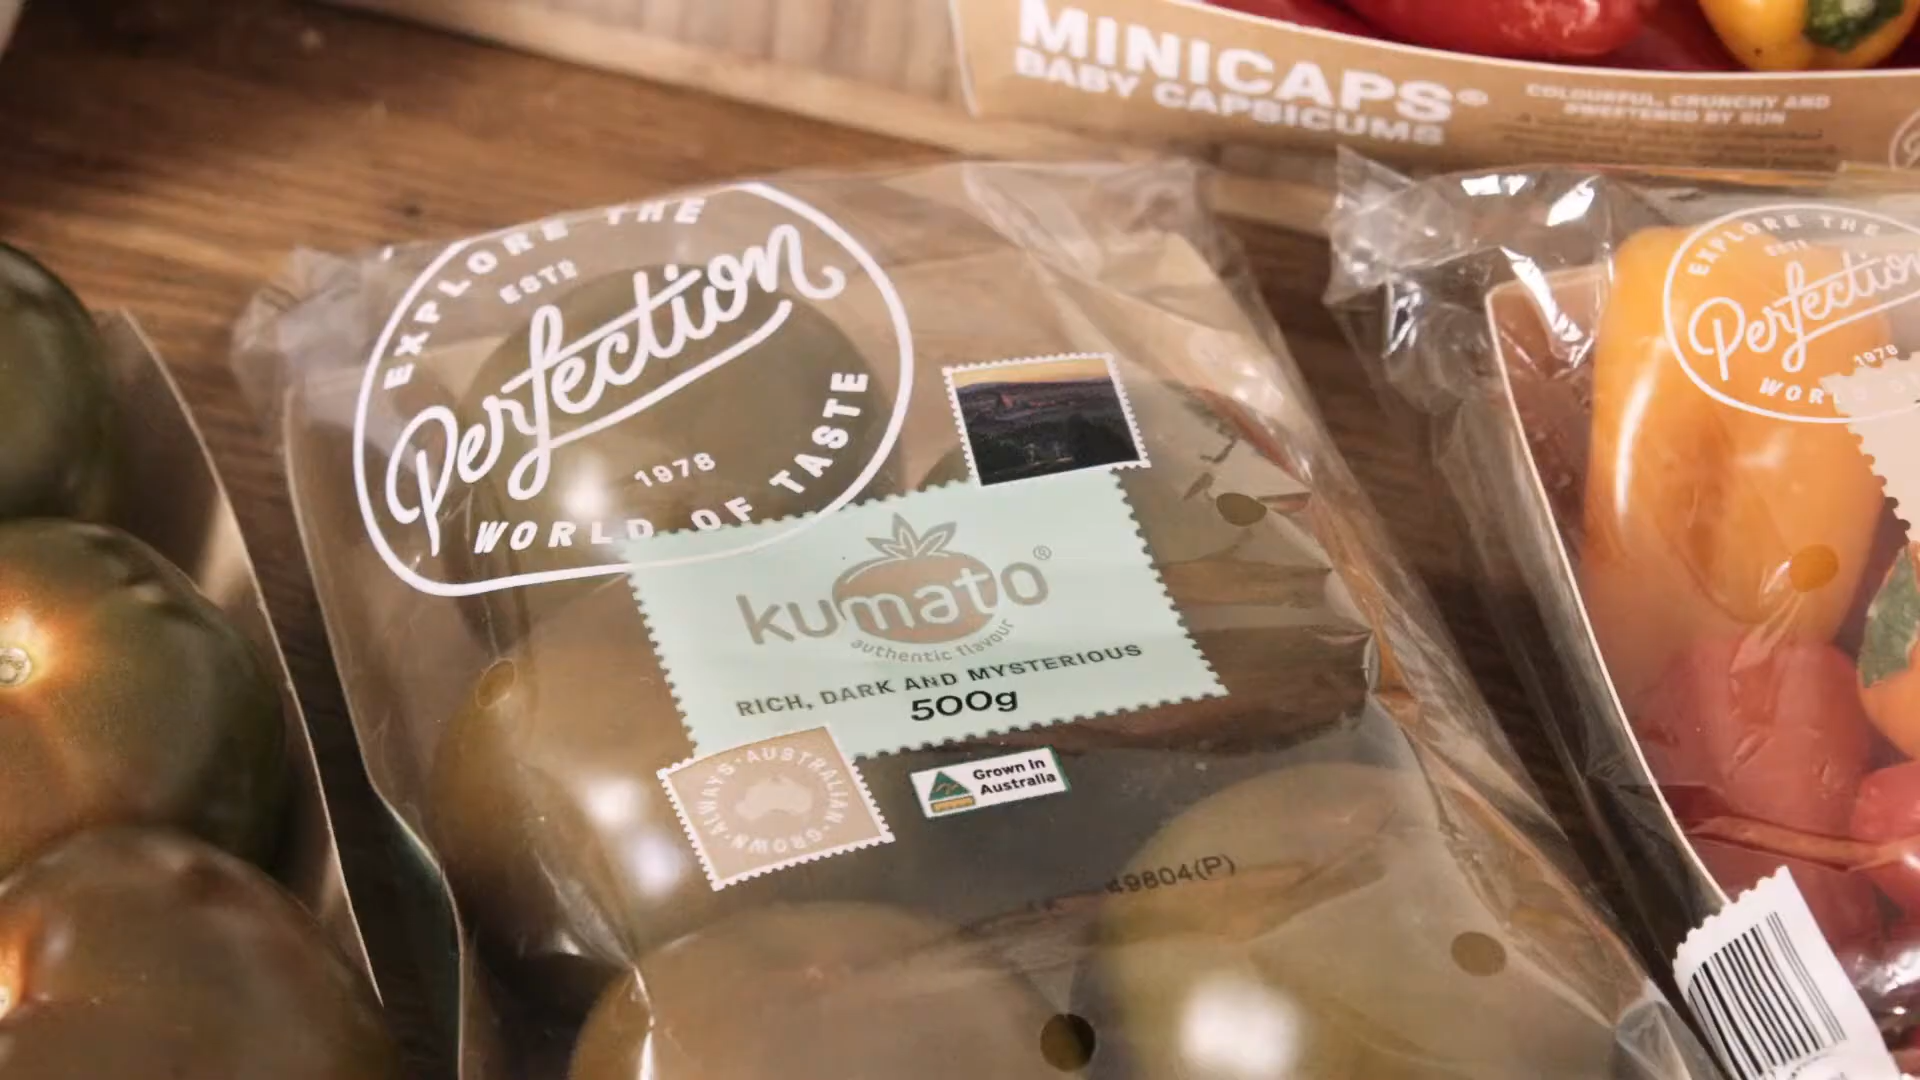 MINICAPS®
BABY CAPSICUMS
COLOURFUL, CRUNCHY AND
SWEETENED BY SUN
EXPLORE THE
ESTD
Perfection
1978
WORLD OF TASTE
kumato®
authentic flavour
RICH, DARK AND MYSTERIOUS
500g
ALWAYS · AUSTRALIAN · GROWN ·
Grown in
Australia
49804(P)
EXPLORE THE
ESTD
Perfection
1978
WORLD